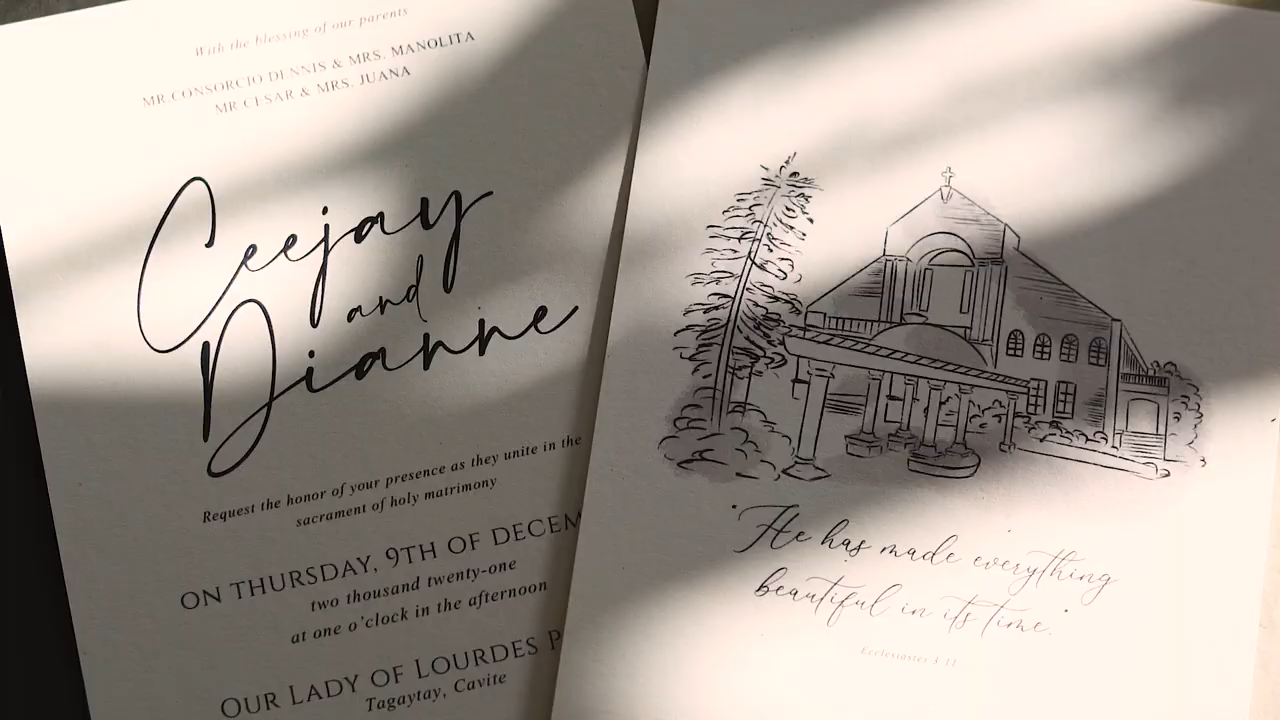 With the blessing of our parents
MR.CONSORCIO DENNIS & MRS. MANOLITA
MR.CESAR & MRS. JUANA
Ceejay
and
Dianne
Request the honor of your presence as they unite in the
sacrament of holy matrimony
ON THURSDAY, 9TH OF DECEM
two thousand twenty-one
at one o'clock in the afternoon
OUR LADY OF LOURDES P
Tagaytay, Cavite
"He has made everything
beautiful in its time."
Ecclesiastes 3:11